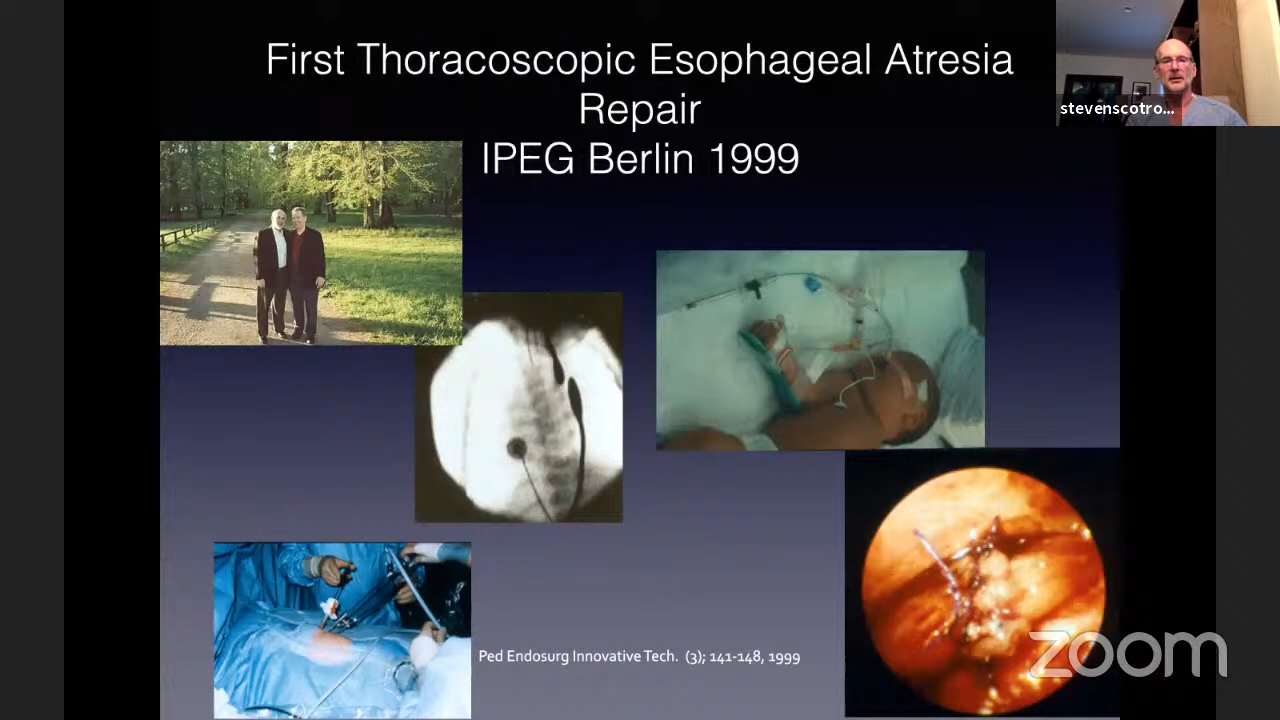 First Thoracoscopic Esophageal Atresia
Repair
IPEG Berlin 1999
stevenscotro...
Ped Endosurg Innovative Tech. (3); 141-148, 1999
zoom